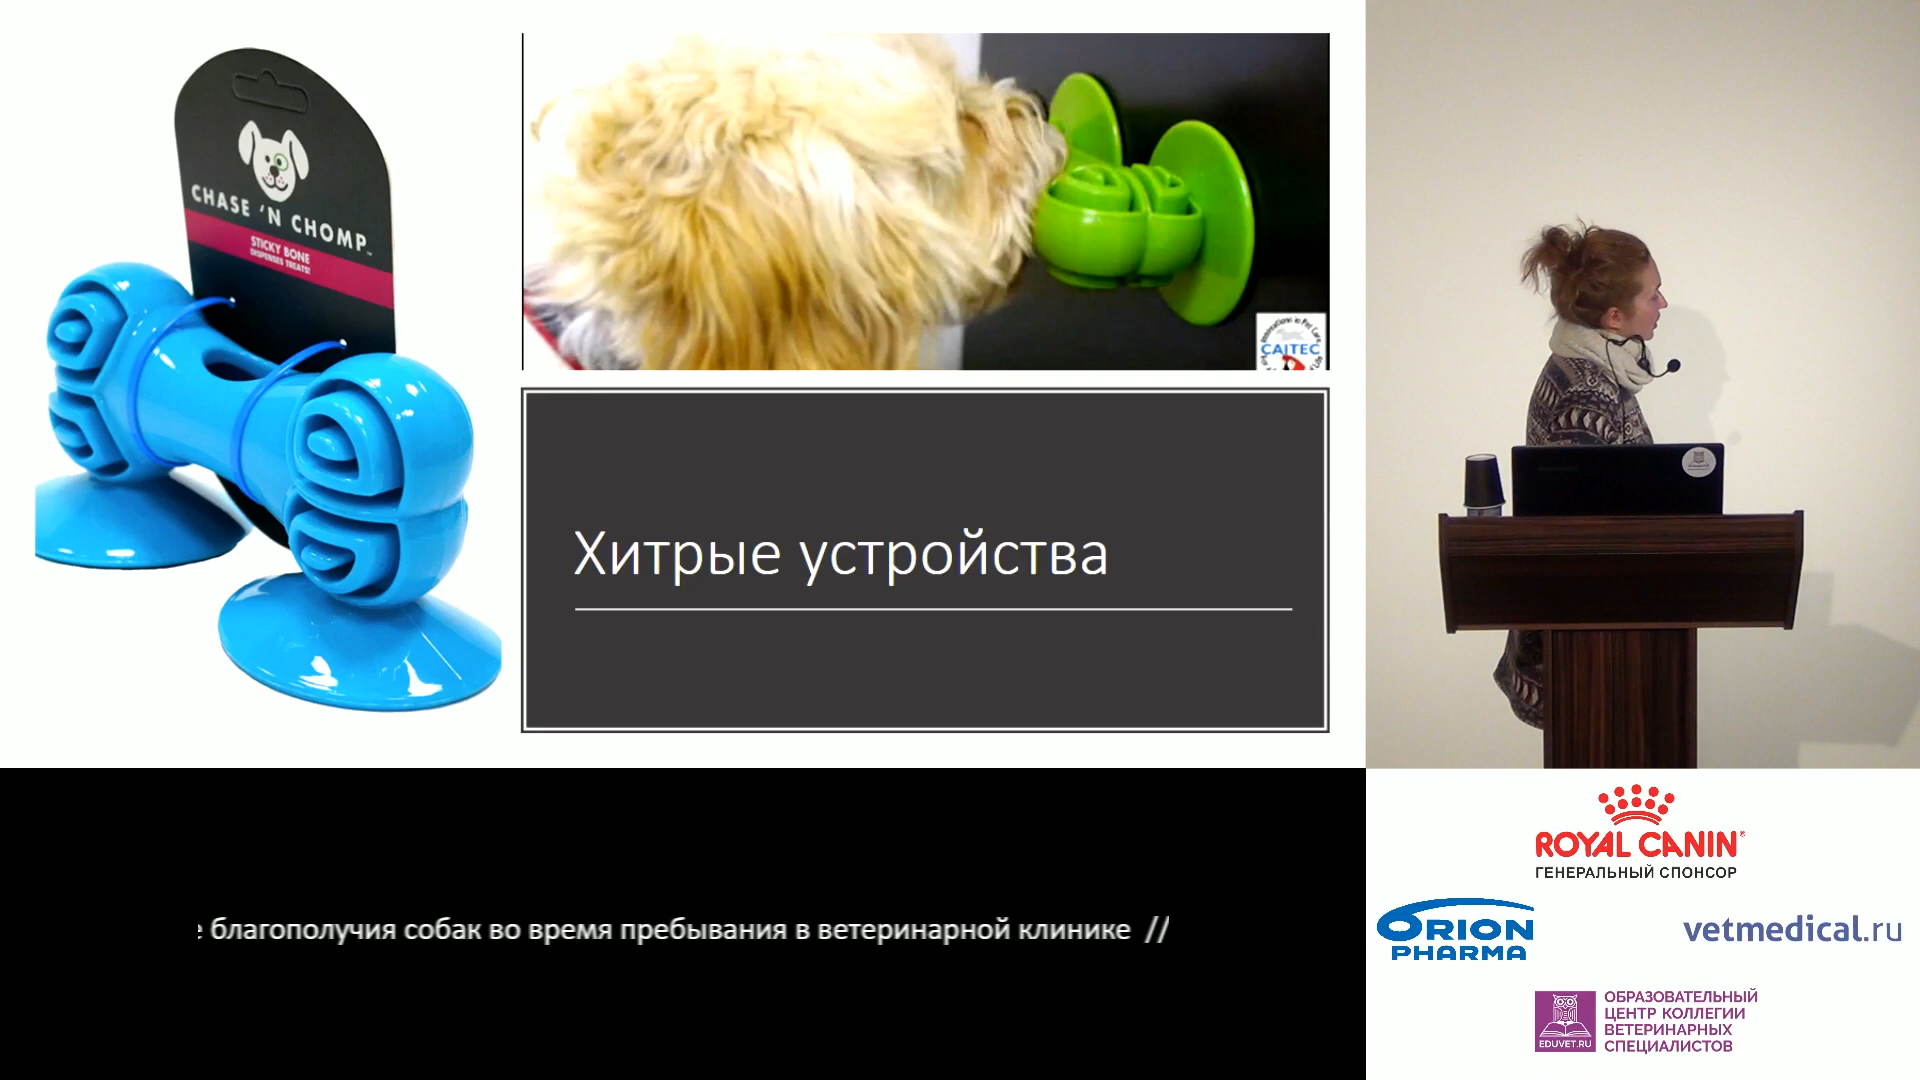 CHASE 'N CHOMP
STICKY BONE
DISPENSES TREATS!
CAITEC
Хитрые устройства
благополучия собак во время пребывания в ветеринарной клинике //
ROYAL CANIN
ГЕНЕРАЛЬНЫЙ СПОНСОР
ORION
PHARMA
vetmedical.ru
EDUVET.RU
ОБРАЗОВАТЕЛЬНЫЙ
ЦЕНТР КОЛЛЕГИИ
ВЕТЕРИНАРНЫХ
СПЕЦИАЛИСТОВ